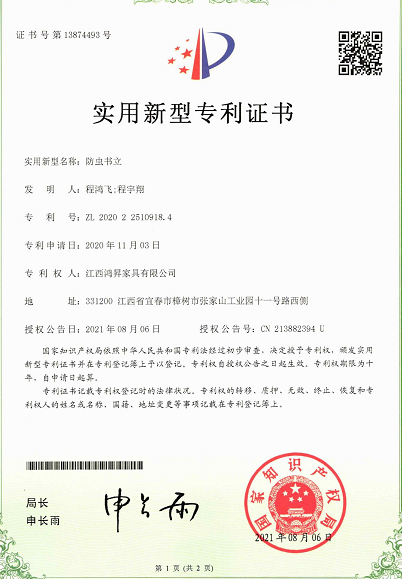 证书号第13874493号
实用新型专利证书
实用新型名称：防虫书立
发 明 人：程鸿飞;程宇翔
专 利 号：ZL 2020 2 2510918.4
专利申请日：2020年11月03日
专 利 权 人：江西鸿昇家具有限公司
地 址：331200 江西省宜春市樟树市张家山工业园十一号路西侧
授权公告日：2021年08月06日 授权公告号：CN 213882394 U
国家知识产权局依照中华人民共和国专利法经过初步审查，决定授予专利权，颁发实用
新型专利证书并在专利登记簿上予以登记。专利权自授权公告之日起生效。专利权期限为十
年，自申请日起算。
专利证书记载专利权登记时的法律状况。专利权的转移、质押、无效、终止、恢复和专
利权人的姓名或名称、国籍、地址变更等事项记载在专利登记簿上。
局长
申长雨
申长雨
国家知识产权局
2021年08月06日
第 1 页（共 2 页）